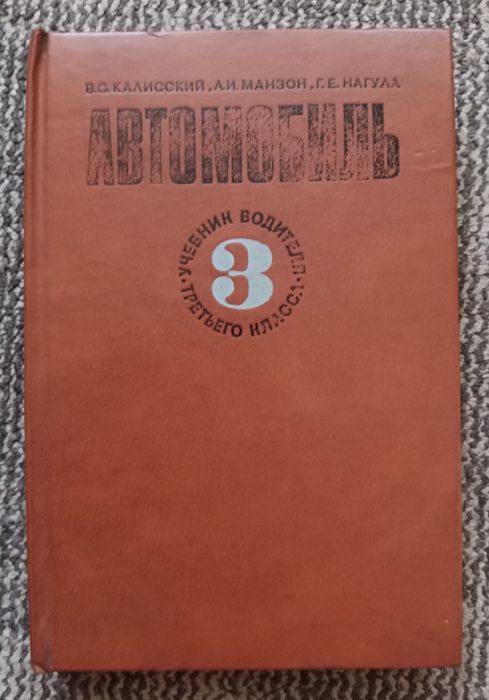 В.С. КАЛИССКИЙ, А.И. МАНЗОН, Г.Е. НАГУЛА
АВТОМОБИЛЬ
УЧЕБНИК ВОДИТЕЛЯ
3
ТРЕТЬЕГО КЛАССА